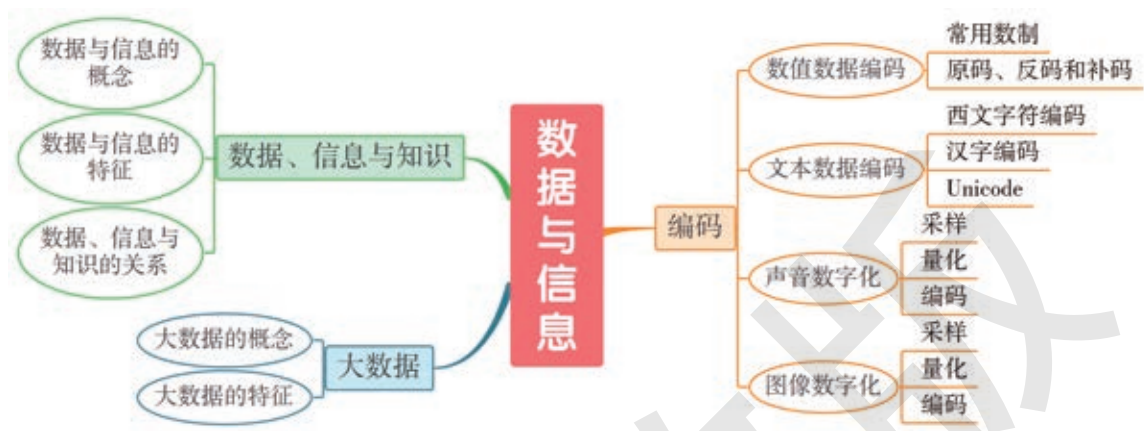 数据与信息
数据、信息与知识
数据与信息的
概念
数据与信息的
特征
数据、信息与
知识的关系
大数据
大数据的概念
大数据的特征
编码
数值数据编码
常用数制
原码、反码和补码
文本数据编码
西文字符编码
汉字编码
Unicode
声音数字化
采样
量化
编码
图像数字化
采样
量化
编码